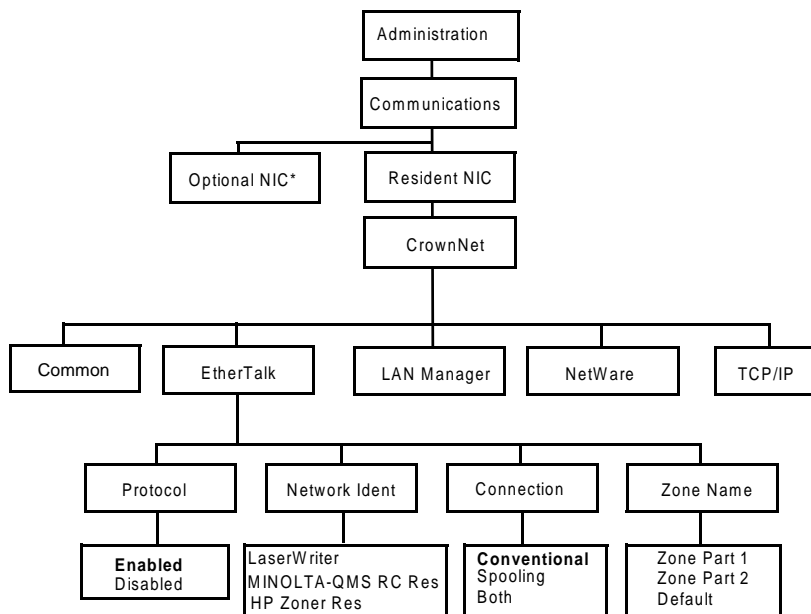 Administration
Communications
Optional NIC*
Resident NIC
CrownNet
Common
EtherTalk
LAN Manager
NetWare
TCP/IP
Protocol
Network Ident
Connection
Zone Name
Enabled
Disabled
LaserWriter
MINOLTA-QMS RC Res
HP Zoner Res
Conventional
Spooling
Both
Zone Part 1
Zone Part 2
Default